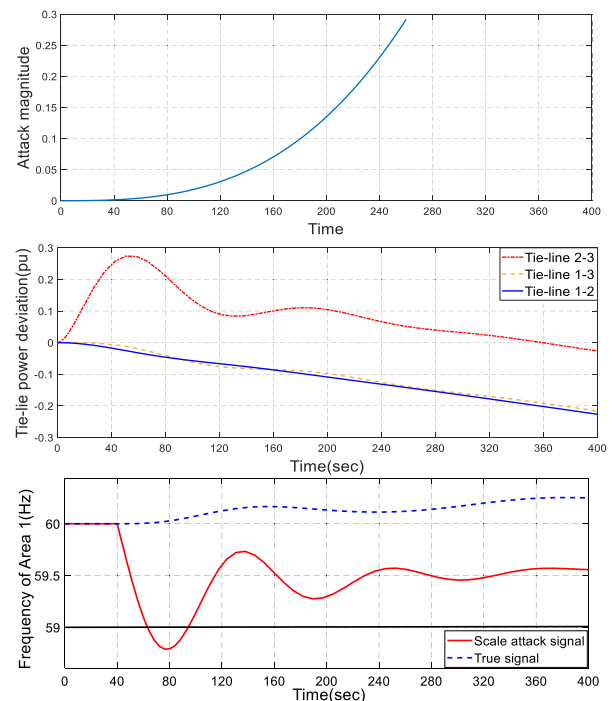 Attack magnitude
0.3
0.25
0.2
0.15
0.1
0.05
0
0 40 80 120 160 200 240 280 320 360 400
Time
Tie-lie power deviation(pu)
0.3
0.2
0.1
0
-0.1
-0.2
-0.3
Tie-line 2-3
Tie-line 1-3
Tie-line 1-2
0 40 80 120 160 200 240 280 320 360 400
Time(sec)
Frequency of Area 1(Hz)
60
59.5
59
Scale attack signal
True signal
0 40 80 120 160 200 240 280 320 360 400
Time(sec)